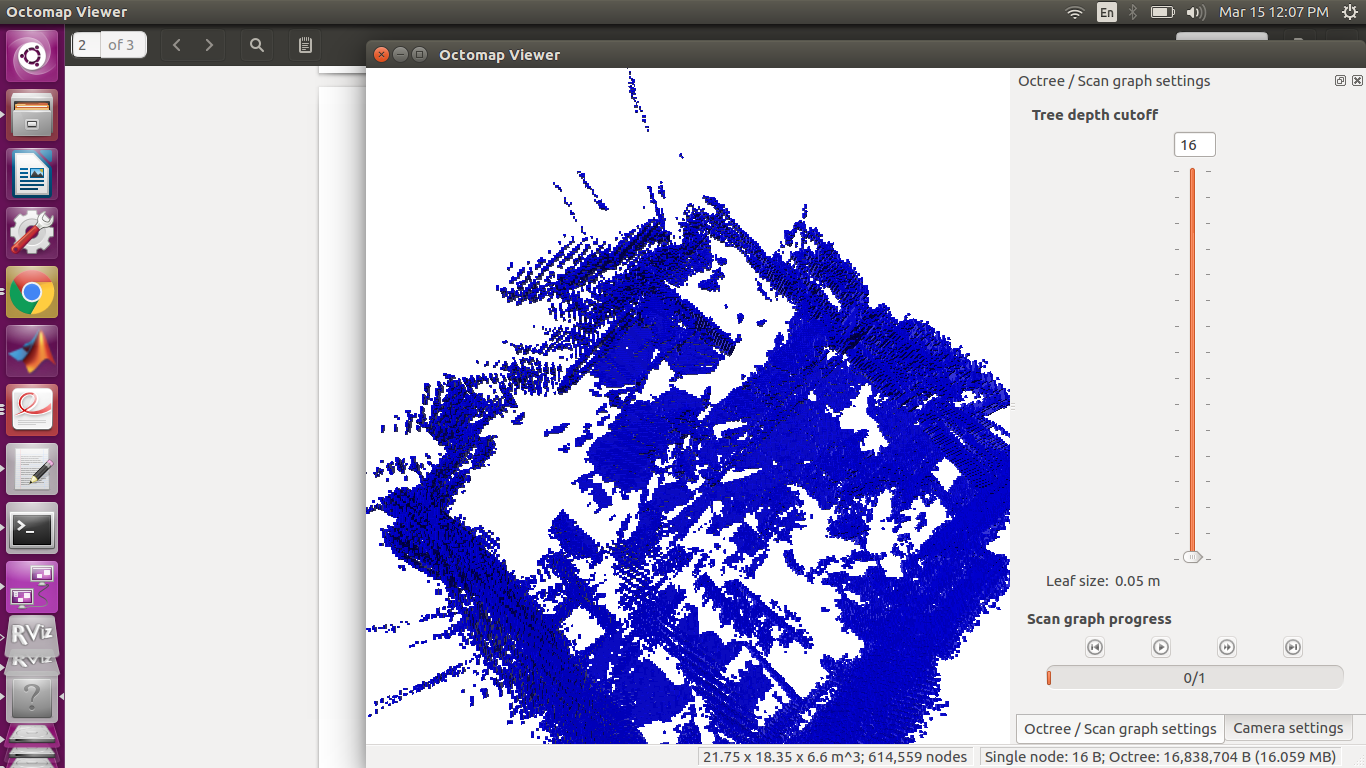 Octomap Viewer
En
Mar 15 12:07 PM
2 of 3
Octomap Viewer
Octree / Scan graph settings
Tree depth cutoff
16
Leaf size: 0.05 m
Scan graph progress
0/1
Octree / Scan graph settings
Camera settings
21.75 x 18.35 x 6.6 m^3; 614,559 nodes
Single node: 16 B; Octree: 16,838,704 B (16.059 MB)
RViz
RViz
?